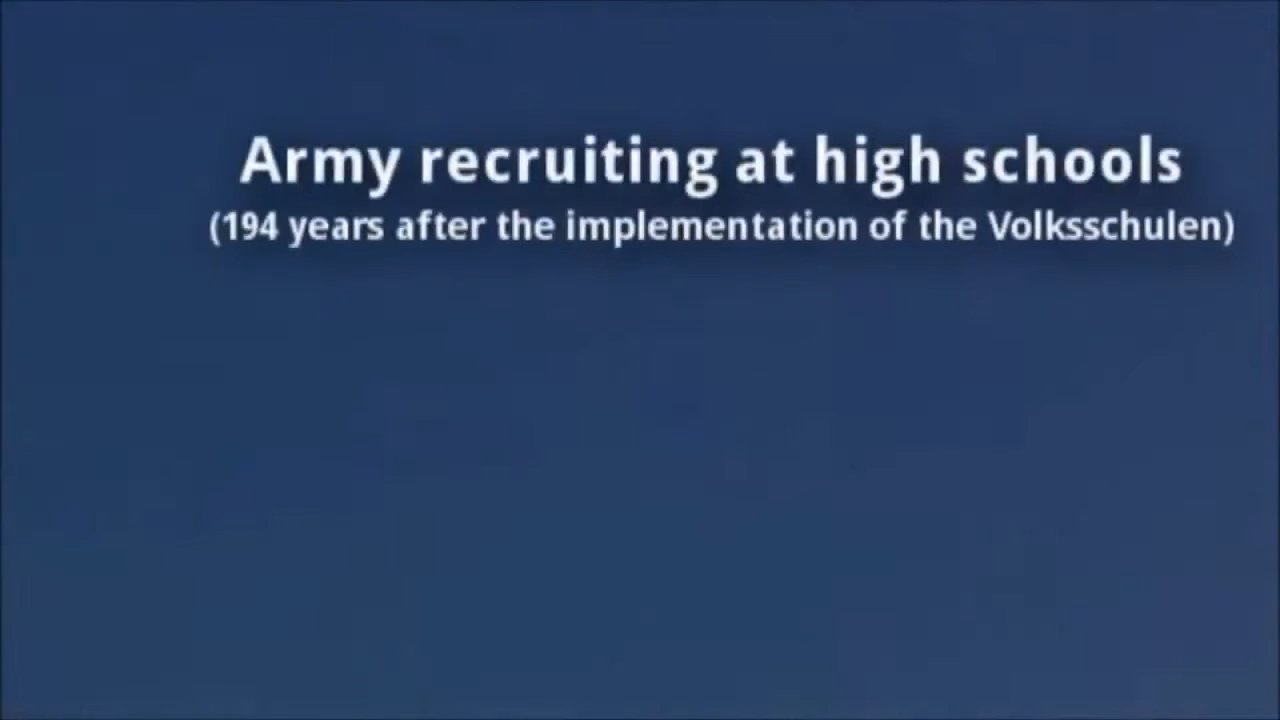 Army recruiting at high schools
(194 years after the implementation of the Volksschulen)